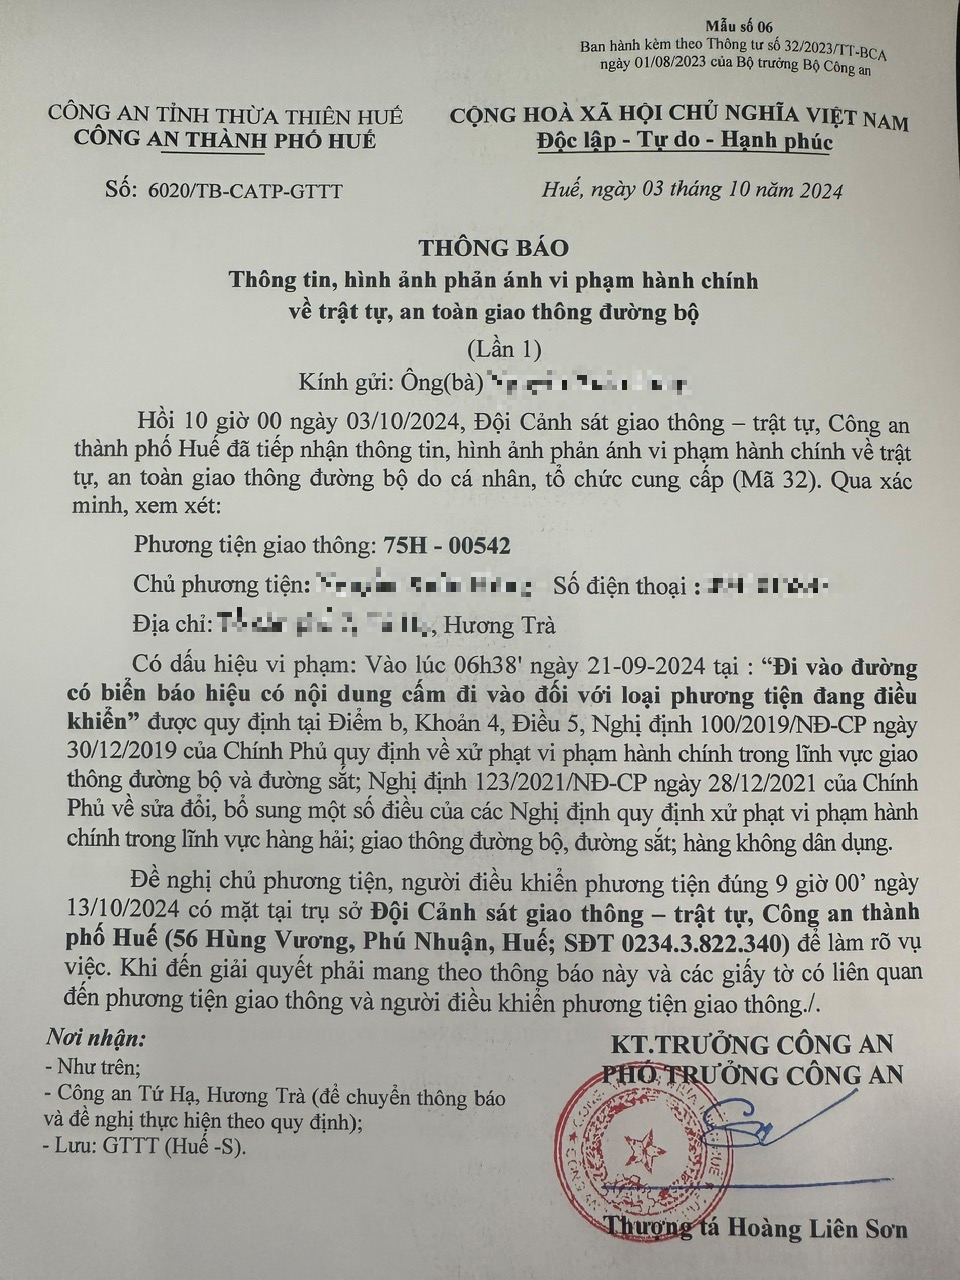 Mẫu số 06
Ban hành kèm theo Thông tư số 32/2023/TT-BCA
ngày 01/08/2023 của Bộ trưởng Bộ Công an
CÔNG AN TỈNH THỪA THIÊN HUẾ
CÔNG AN THÀNH PHỐ HUẾ
CỘNG HOÀ XÃ HỘI CHỦ NGHĨA VIỆT NAM
Độc lập - Tự do - Hạnh phúc
Số: 6020/TB-CATP-GTTT
Huế, ngày 03 tháng 10 năm 2024
THÔNG BÁO
Thông tin, hình ảnh phản ánh vi phạm hành chính
về trật tự, an toàn giao thông đường bộ
(Lần 1)
Kính gửi: Ông(bà)
Hồi 10 giờ 00 ngày 03/10/2024, Đội Cảnh sát giao thông – trật tự, Công an
thành phố Huế đã tiếp nhận thông tin, hình ảnh phản ánh vi phạm hành chính về trật
tự, an toàn giao thông đường bộ do cá nhân, tổ chức cung cấp (Mã 32). Qua xác
minh, xem xét:
Phương tiện giao thông: 75H - 00542
Chủ phương tiện: Số điện thoại :
Địa chỉ: , Hương Trà
Có dấu hiệu vi phạm: Vào lúc 06h38' ngày 21-09-2024 tại : “Đi vào đường
có biển báo hiệu có nội dung cấm đi vào đối với loại phương tiện đang điều
khiển” được quy định tại Điểm b, Khoản 4, Điều 5, Nghị định 100/2019/NĐ-CP ngày
30/12/2019 của Chính Phủ quy định về xử phạt vi phạm hành chính trong lĩnh vực giao
thông đường bộ và đường sắt; Nghị định 123/2021/NĐ-CP ngày 28/12/2021 của Chính
Phủ về sửa đổi, bổ sung một số điều của các Nghị định quy định xử phạt vi phạm hành
chính trong lĩnh vực hàng hải; giao thông đường bộ, đường sắt; hàng không dân dụng.
Đề nghị chủ phương tiện, người điều khiển phương tiện đúng 9 giờ 00’ ngày
13/10/2024 có mặt tại trụ sở Đội Cảnh sát giao thông – trật tự, Công an thành
phố Huế (56 Hùng Vương, Phú Nhuận, Huế; SĐT 0234.3.822.340) để làm rõ vụ
việc. Khi đến giải quyết phải mang theo thông báo này và các giấy tờ có liên quan
đến phương tiện giao thông và người điều khiển phương tiện giao thông./.
Nơi nhận:
- Như trên;
- Công an Tứ Hạ, Hương Trà (để chuyển thông báo
và đề nghị thực hiện theo quy định);
- Lưu: GTTT (Huế -S).
KT.TRƯỞNG CÔNG AN
PHÓ TRƯỞNG CÔNG AN
Thượng tá Hoàng Liên Sơn